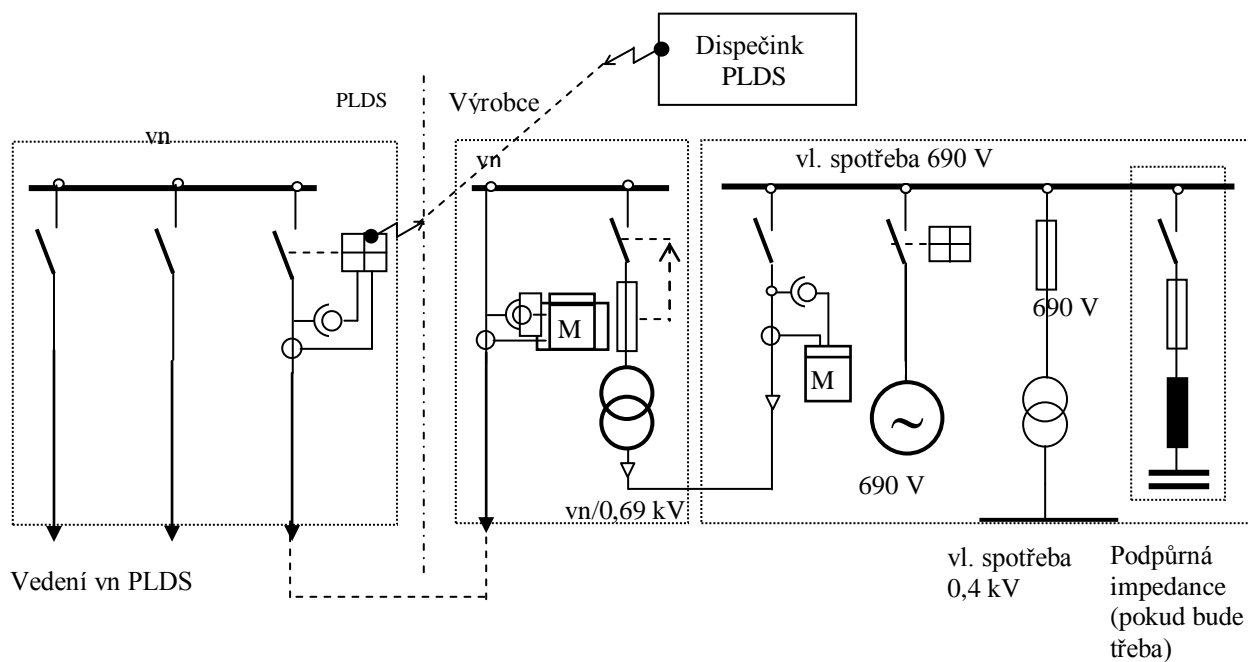 Dispečink
PLDS
PLDS
Výrobce
vn
vn
vl. spotřeba 690 V
M
M
690 V
~
690 V
vn/0,69 kV
Vedení vn PLDS
vl. spotřeba
0,4 kV
Podpůrná
impedance
(pokud bude
třeba)